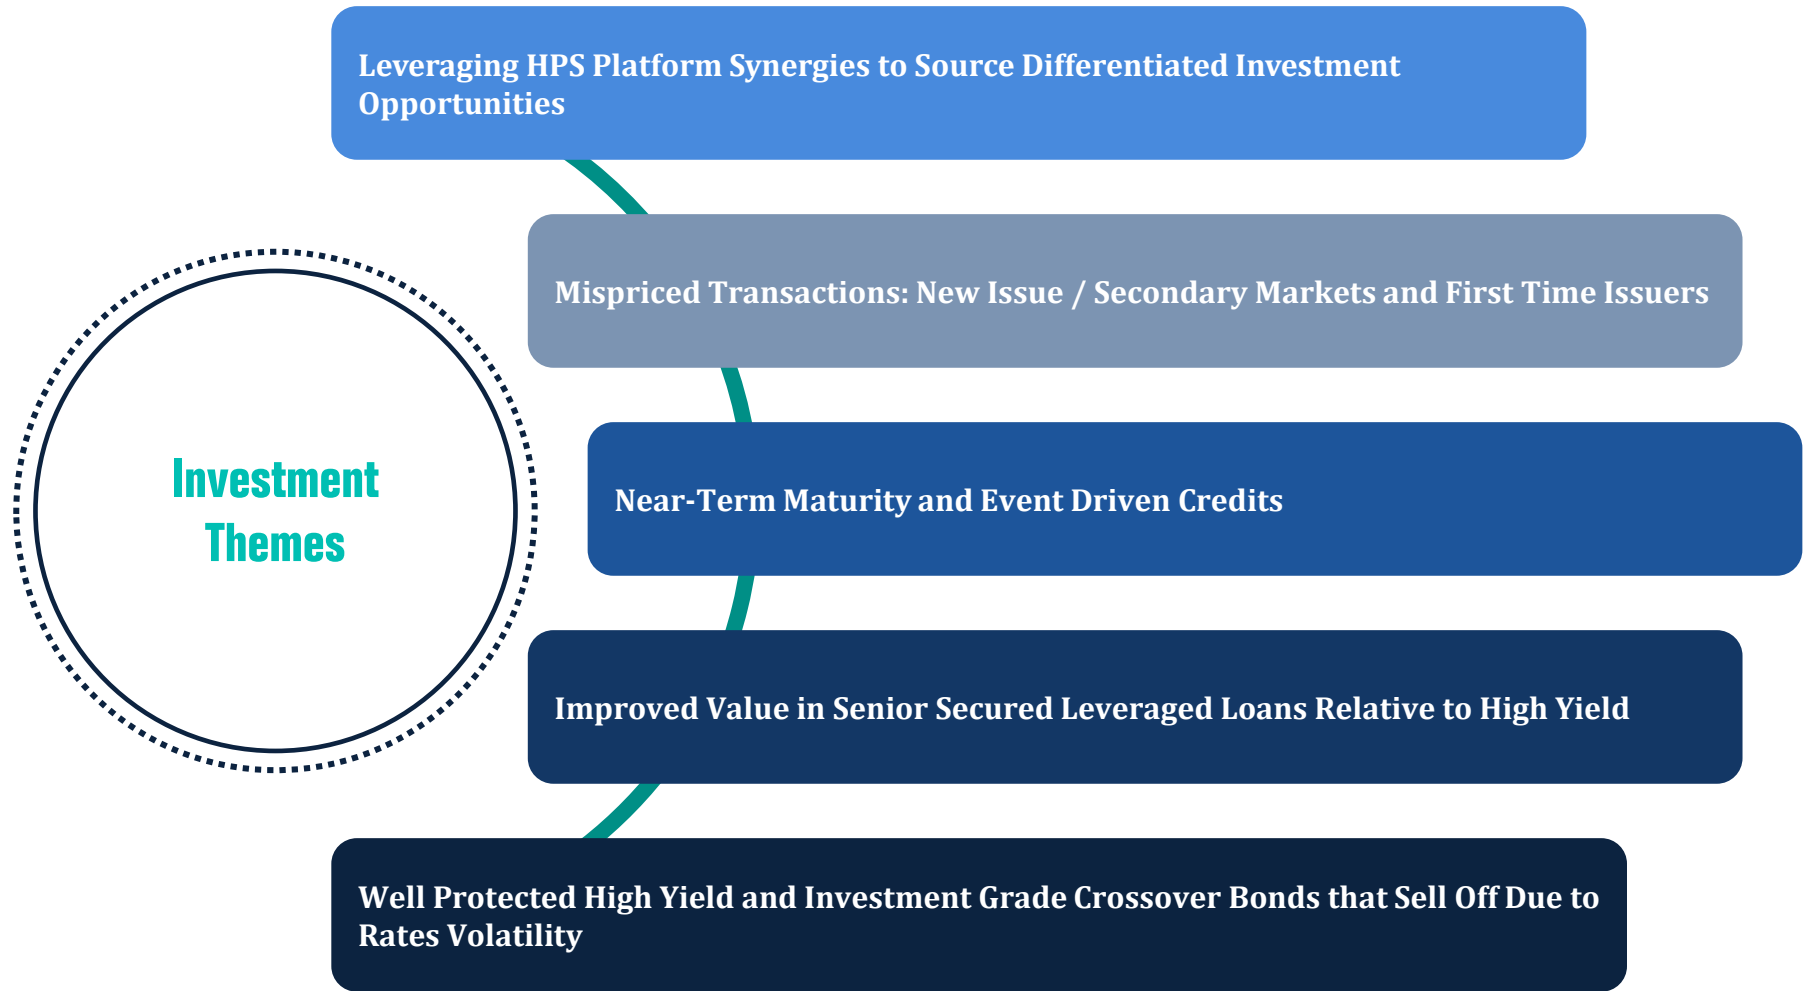 Leveraging HPS Platform Synergies to Source Differentiated Investment
Opportunities
Mispriced Transactions: New Issue / Secondary Markets and First Time Issuers
Investment
Themes
Near-Term Maturity and Event Driven Credits
Improved Value in Senior Secured Leveraged Loans Relative to High Yield
Well Protected High Yield and Investment Grade Crossover Bonds that Sell Off Due to
Rates Volatility